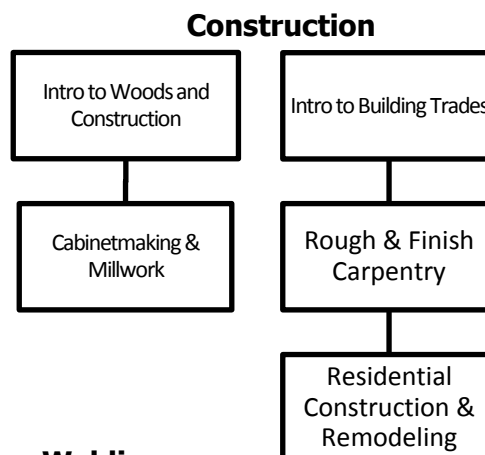 Construction
Intro to Woods and
Construction
Intro to Building Trades
Cabinetmaking &
Millwork
Rough & Finish
Carpentry
Residential
Construction &
Remodeling